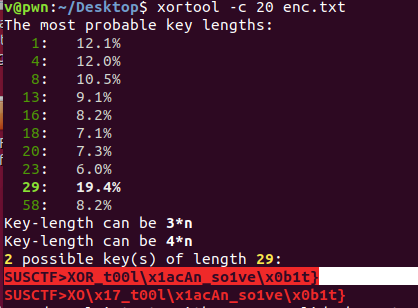 v@pwn:~/Desktop$ xortool -c 20 enc.txt
The most probable key lengths:
1: 12.1%
4: 12.0%
8: 10.5%
13: 9.1%
16: 8.2%
18: 7.1%
20: 7.3%
23: 6.0%
29: 19.4%
58: 8.2%
Key-length can be 3*n
Key-length can be 4*n
2 possible key(s) of length 29:
SUSCTF>XOR_t00l\x1acAn_so1ve\x0b1t}
SUSCTF>XO\x17_t00l\x1acAn_so1ve\x0b1t}